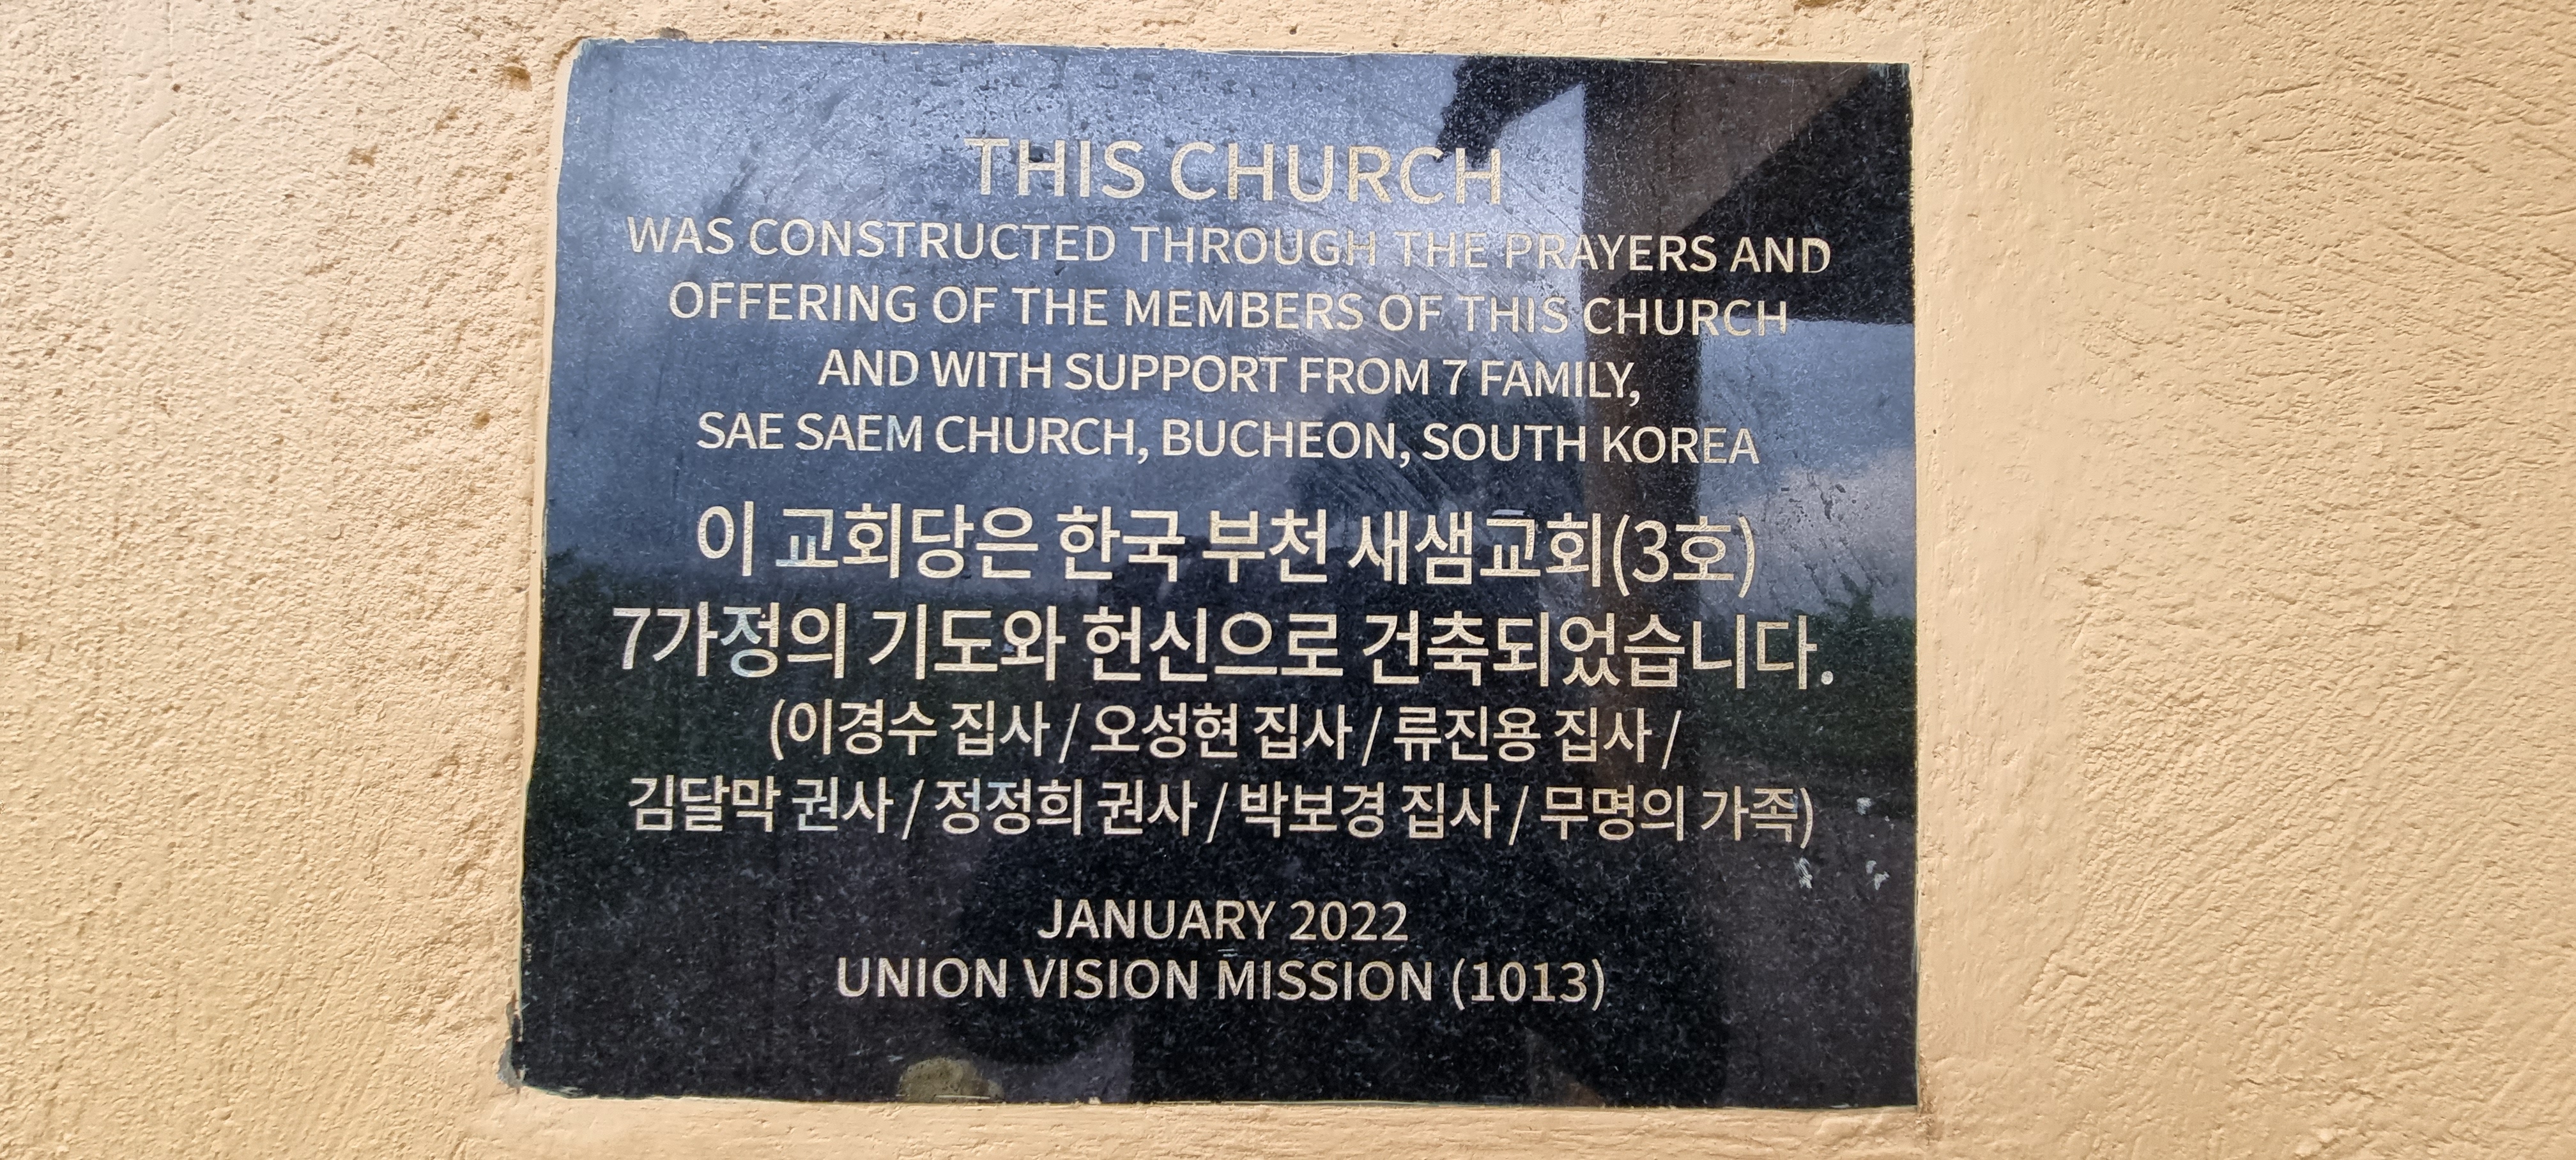 THIS CHURCH
WAS CONSTRUCTED THROUGH THE PRAYERS AND
OFFERING OF THE MEMBERS OF THIS CHURCH
AND WITH SUPPORT FROM 7 FAMILY,
SAE SAEM CHURCH, BUCHEON, SOUTH KOREA
이 교회당은 한국 부천 새샘교회(3호)
7가정의 기도와 헌신으로 건축되었습니다.
(이경수 집사 / 오성현 집사 / 류진용 집사 /
김달막 권사 / 정정희 권사 / 박보경 집사 / 무명의 가족)
JANUARY 2022
UNION VISION MISSION (1013)